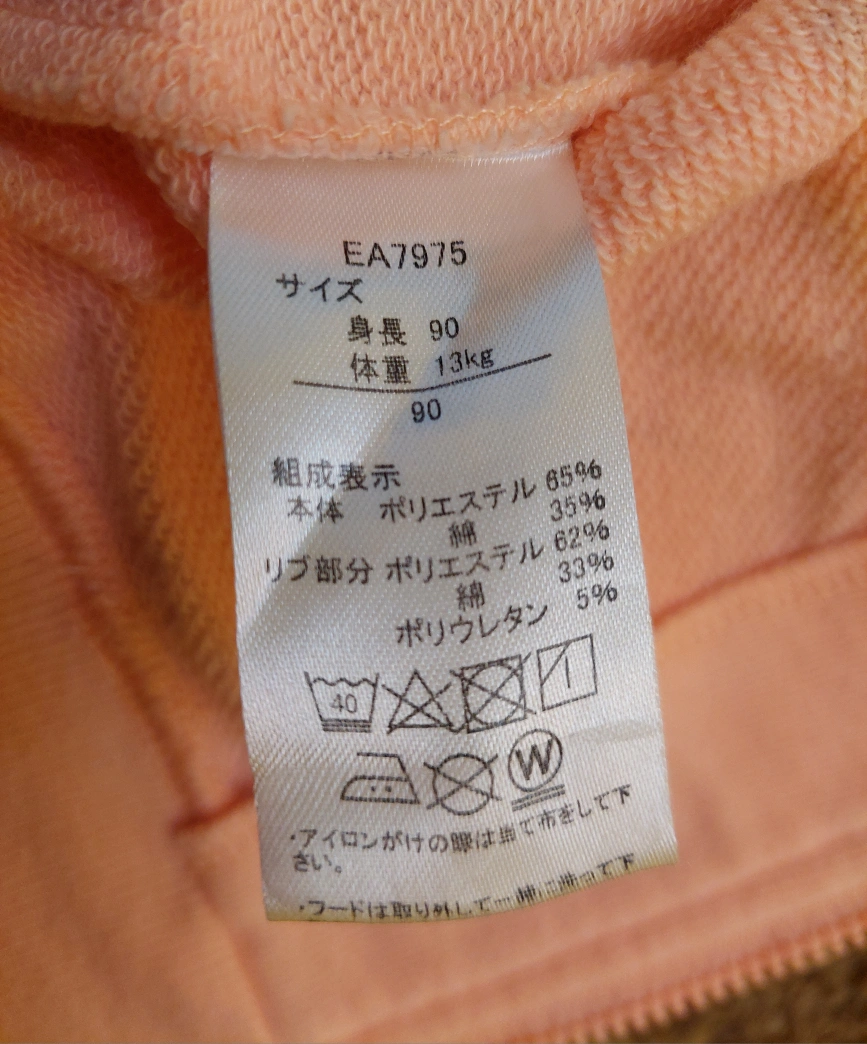 EA7975
サイズ
身長 90
体重 13kg
90
組成表示
本体 ポリエステル 65%
綿 35%
リブ部分 ポリエステル 62%
綿 33%
ポリウレタン 5%
40
W
・アイロンがけの際は当て布をして下
さい。
・フードは取り外して